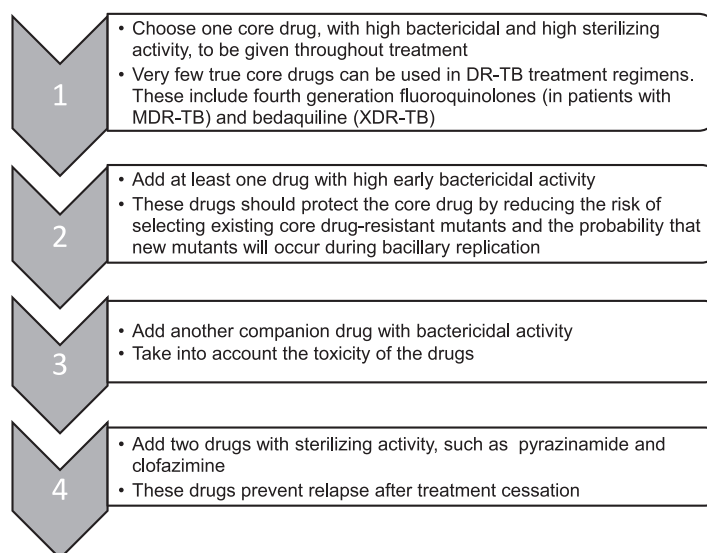 1
• Choose one core drug, with high bactericidal and high sterilizing
activity, to be given throughout treatment
• Very few true core drugs can be used in DR-TB treatment regimens.
These include fourth generation fluoroquinolones (in patients with
MDR-TB) and bedaquiline (XDR-TB)
2
• Add at least one drug with high early bactericidal activity
• These drugs should protect the core drug by reducing the risk of
selecting existing core drug-resistant mutants and the probability that
new mutants will occur during bacillary replication
3
• Add another companion drug with bactericidal activity
• Take into account the toxicity of the drugs
4
• Add two drugs with sterilizing activity, such as pyrazinamide and
clofazimine
• These drugs prevent relapse after treatment cessation